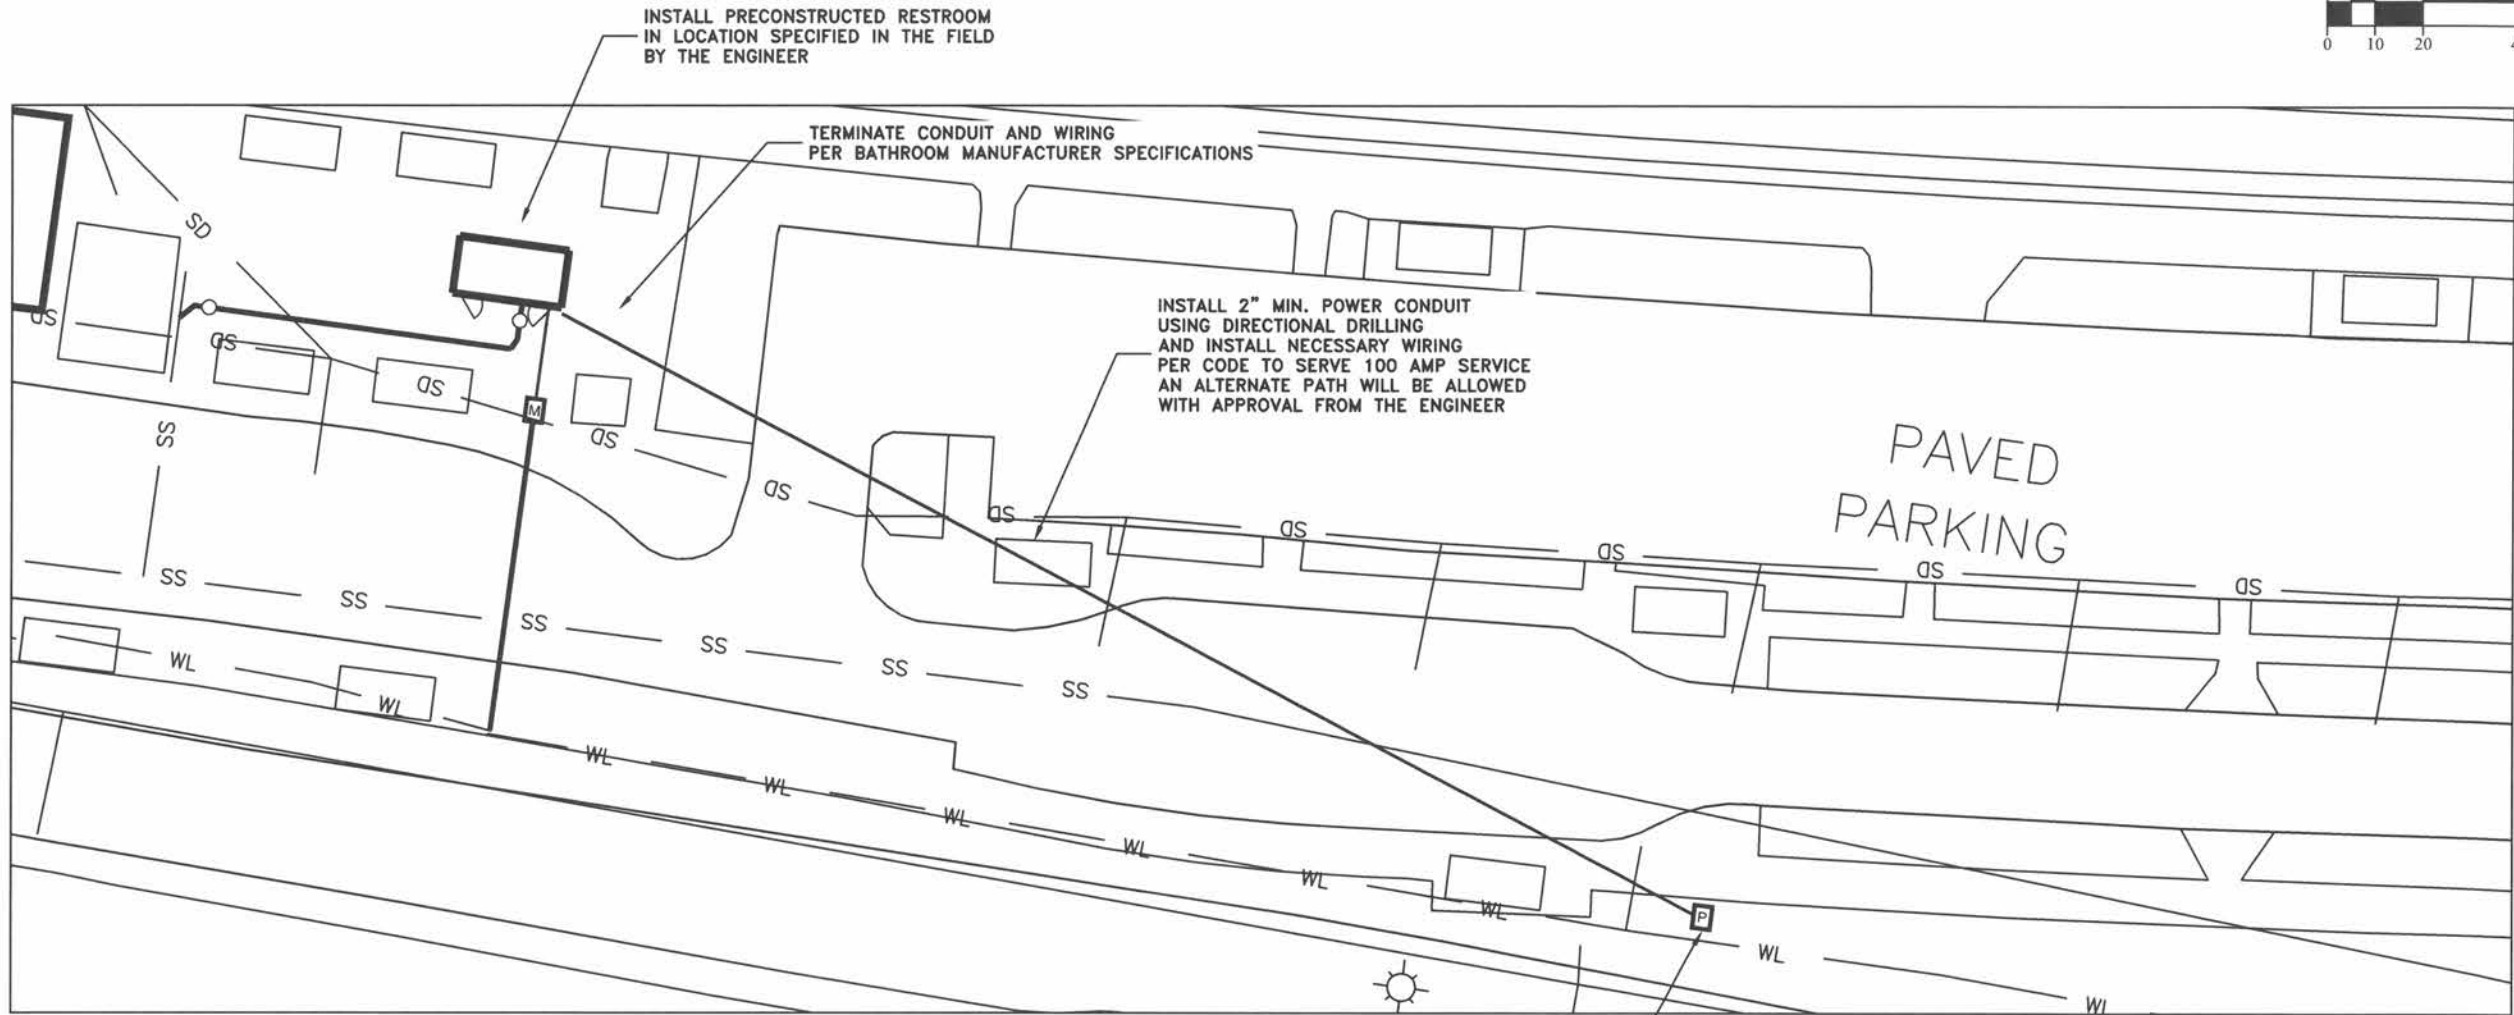 INSTALL PRECONSTRUCTED RESTROOM
IN LOCATION SPECIFIED IN THE FIELD
BY THE ENGINEER
0 10 20
TERMINATE CONDUIT AND WIRING
PER BATHROOM MANUFACTURER SPECIFICATIONS
SD
INSTALL 2" MIN. POWER CONDUIT
USING DIRECTIONAL DRILLING
AND INSTALL NECESSARY WIRING
PER CODE TO SERVE 100 AMP SERVICE
AN ALTERNATE PATH WILL BE ALLOWED
WITH APPROVAL FROM THE ENGINEER
SD
SD
SD
M
SD
SS
PAVED
PARKING
SD
SD
SD
SD
SD
SD
SS
SS
SS
SS
SS
SS
WL
WL
WL
WL
WL
WL
WL
WL
P
WL
WL